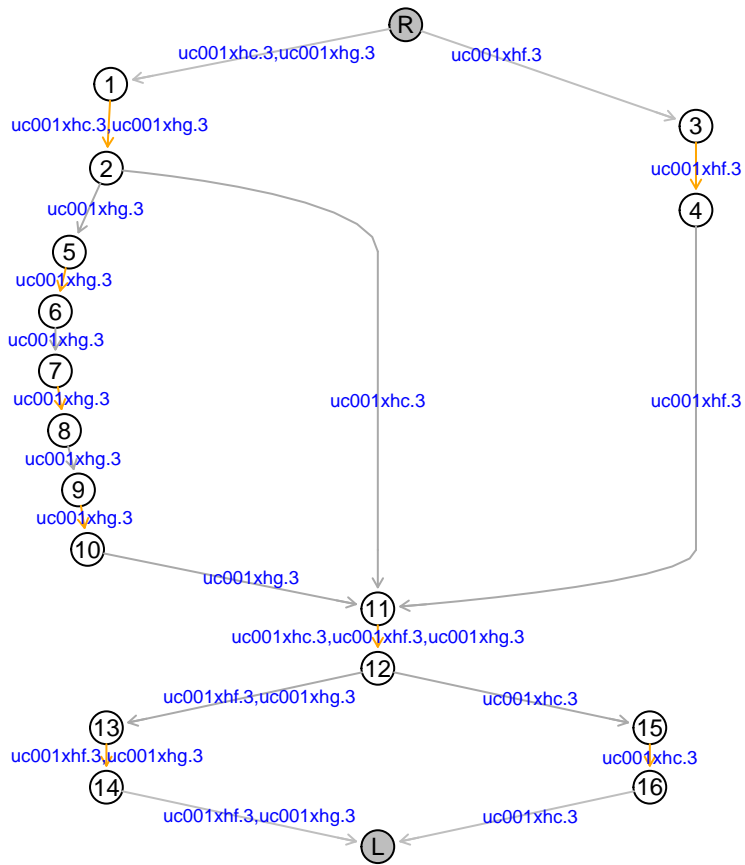 R
uc001xhc.3,uc001xhg.3
uc001xhf.3
1
uc001xhc.3,uc001xhg.3
3
2
uc001xhf.3
uc001xhg.3
4
5
uc001xhg.3
6
uc001xhg.3
7
uc001xhg.3
uc001xhc.3
uc001xhf.3
8
uc001xhg.3
9
uc001xhg.3
10
uc001xhg.3
11
uc001xhc.3,uc001xhf.3,uc001xhg.3
12
uc001xhf.3,uc001xhg.3
uc001xhc.3
13
15
uc001xhf.3,uc001xhg.3
uc001xhc.3
14
16
uc001xhf.3,uc001xhg.3
uc001xhc.3
L